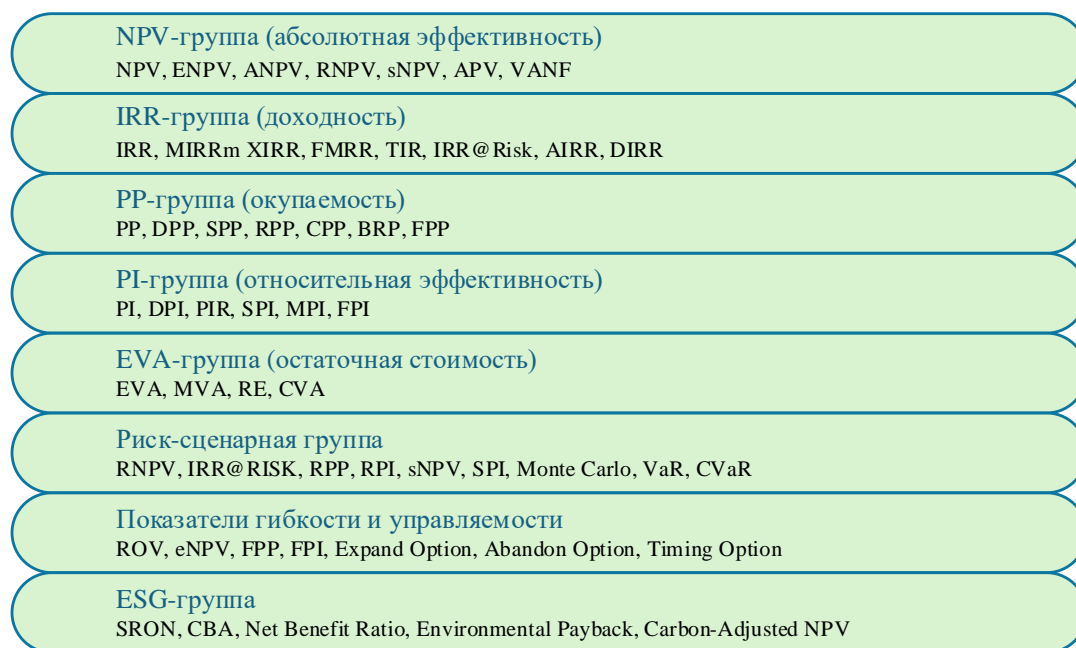 NPV-группа (абсолютная эффективность)
NPV, ENPV, ANPV, RNPV, sNPV, APV, VANF
IRR-группа (доходность)
IRR, MIRRm XIRR, FMRR, TIR, IRR@Risk, AIRR, DIRR
PP-группа (окупаемость)
PP, DPP, SPP, RPP, CPP, BRP, FPP
PI-группа (относительная эффективность)
PI, DPI, PIR, SPI, MPI, FPI
EVA-группа (остаточная стоимость)
EVA, MVA, RE, CVA
Риск-сценарная группа
RNPV, IRR@RISK, RPP, RPI, sNPV, SPI, Monte Carlo, VaR, CVaR
Показатели гибкости и управляемости
ROV, eNPV, FPP, FPI, Expand Option, Abandon Option, Timing Option
ESG-группа
SRON, CBA, Net Benefit Ratio, Environmental Payback, Carbon-Adjusted NPV